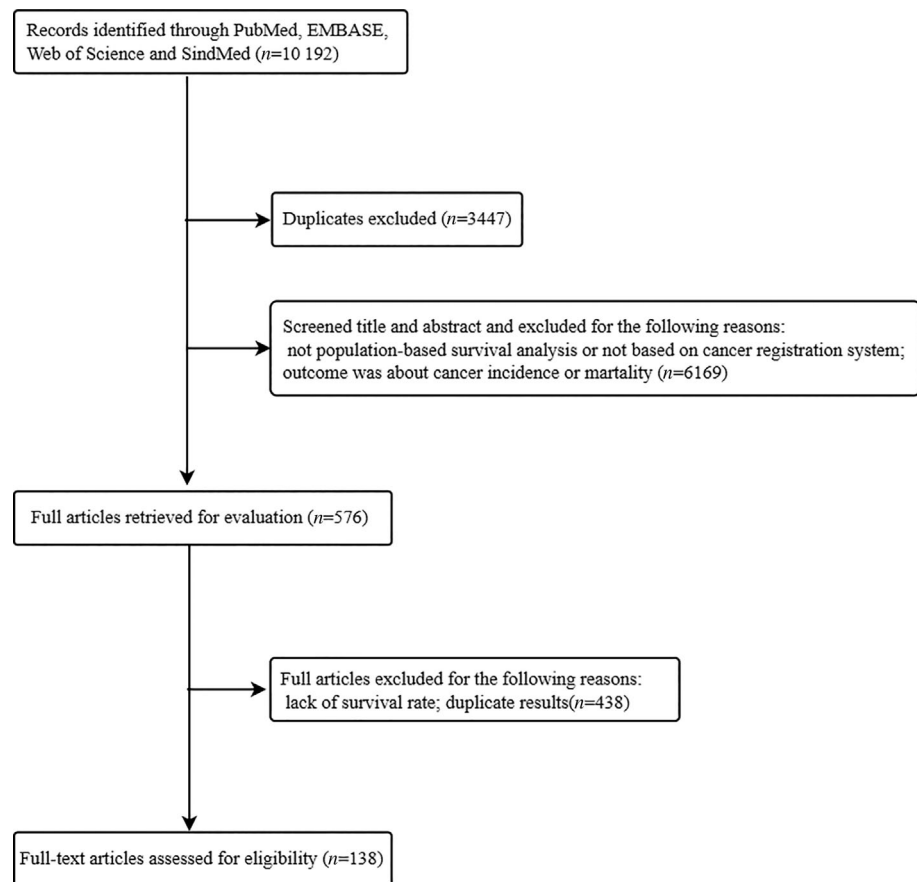 Records identified through PubMed, EMBASE,
Web of Science and SindMed (n=10 192)
Duplicates excluded (n=3447)
Screened title and abstract and excluded for the following reasons:
not population-based survival analysis or not based on cancer registration system;
outcome was about cancer incidence or martality (n=6169)
Full articles retrieved for evaluation (n=576)
Full articles excluded for the following reasons:
lack of survival rate; duplicate results(n=438)
Full-text articles assessed for eligibility (n=138)